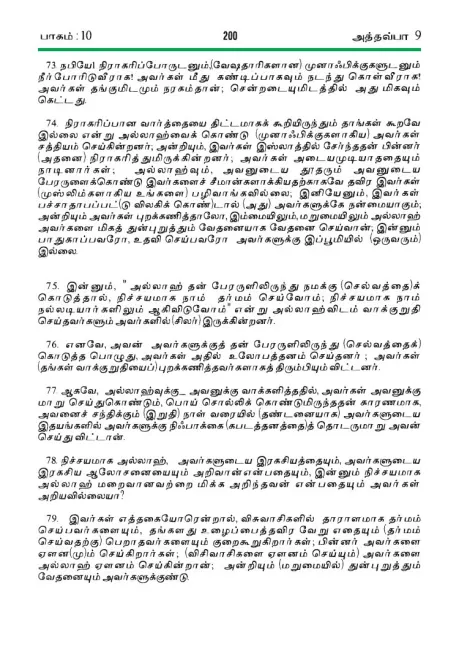 பாகம் : 10 200 அத்தவ்பா 9
73. நபியே! நிராகரிப்போருடனும்,(வேஷதாரிகளான) முனாஃபிக்குகளுடனும்
நீர்போரிடுவீராக! அவர்கள் மீது கண்டிப்பாகவும் நடந்து கொள்வீராக!
அவர்கள் தங்குமிடமும் நரகம்தான்; சென்றடையுமிடத்தில் அது மிகவும்
கெட்டது.
74. நிராகரிப்பான வார்த்தையை திட்டமாகக் கூறியிருந்தும் தாங்கள் கூறவே
இல்லை என்று அல்லாஹ்வைக் கொண்டு (முனாஃபிக்குகளாகிய) அவர்கள்
சத்தியம் செய்கின்றனர்; அன்றியும், இவர்கள் இஸ்லாத்தில் சேர்ந்ததன் பின்னர்
(அதனை) நிராகரித்துமிருக்கின்றனர்; அவர்கள் அடையமுடியாததையும்
நாடினார்கள்; அல்லாஹ்வும், அவனுடைய தூதரும் அவனுடைய
பேரருளைக்கொண்டு இவர்களைச் சீமான்களாக்கியதற்காகவே தவிர இவர்கள்
(முஸ்லிம்களாகிய உங்களை) பழிவாங்கவில்லை; இனியேனும், இவர்கள்
பச்சாதாபப்பட்(டு விலகிக் கொண்)டால் (அது) அவர்களுக்கே நன்மையாகும்;
அன்றியும் அவர்கள் புறக்கணித்தாலோ, இம்மையிலும், மறுமையிலும் அல்லாஹ்
அவர்களை மிகத் துன்புறுத்தும் வேதனையாக வேதனை செய்வான்; இன்னும்
பாதுகாப்பவரோ, உதவி செய்பவரோ அவர்களுக்கு இப்பூமியில் (ஒருவரும்)
இல்லை.
75. இன்னும், " அல்லாஹ் தன் பேரருளிலிருந்து நமக்கு (செல்வத்தை)க்
கொடுத்தால், நிச்சயமாக நாம் தர்மம் செய்வோம்; நிச்சயமாக நாம்
நல்லடியார்களிலும் ஆகிவிடுவோம்" என்று அல்லாஹ்விடம் வாக்குறுதி
செய்தவர்களும் அவர்களில் (சிலர்) இருக்கின்றனர்.
76. எனவே, அவன் அவர்களுக்குத் தன் பேரருளிலிருந்து (செல்வத்தைக்)
கொடுத்த பொழுது, அவர்கள் அதில் உலோபத்தனம் செய்தனர் ; அவர்கள்
(தங்கள் வாக்குறுதியைப்) புறக்கணித்தவர்களாகத் திரும்பியும் விட்டனர்.
77. ஆகவே, அல்லாஹ்வுக்கு_ அவனுக்கு வாக்களித்ததில், அவர்கள் அவனுக்கு
மாறு செய்துகொண்டும், பொய் சொல்லிக் கொண்டுமிருந்ததன் காரணமாக,
அவனைச் சந்திக்கும் (இறுதி) நாள் வரையில் (தண்டனையாக) அவர்களுடைய
இதயங்களில் அவர்களுக்கு நிஃபாக்கை (கபடத்தனத்தை)த் தொடருமாறு அவன்
செய்து விட்டான்.
78. நிச்சயமாக அல்லாஹ், அவர்களுடைய இரகசியத்தையும், அவர்களுடைய
இரகசிய ஆலோசனையையும் அறிவான்என்பதையும், இன்னும் நிச்சயமாக
அல்லாஹ் மறைவானவற்றை மிக்க அறிந்தவன் என்பதையும் அவர்கள்
அறியவில்லையா?
79. இவர்கள் எத்தகையோரென்றால், விசுவாசிகளில் தாராளமாக தர்மம்
செய்பவர்களையும், தங்களது உழைப்பைத்தவிர வேறு எதையும் (தர்மம்
செய்வதற்கு) பெறாதவர்களையும் குறைகூறுகிறார்கள்; பின்னர் அவர்களை
ஏளன(மு)ம் செய்கிறார்கள்; (விசிவாசிகளை ஏளனம் செய்யும்) அவர்களை
அல்லாஹ் ஏளனம் செய்கின்றான்; அன்றியும் (மறுமையில்) துன்புறுத்தும்
வேதனையும் அவர்களுக்குண்டு.